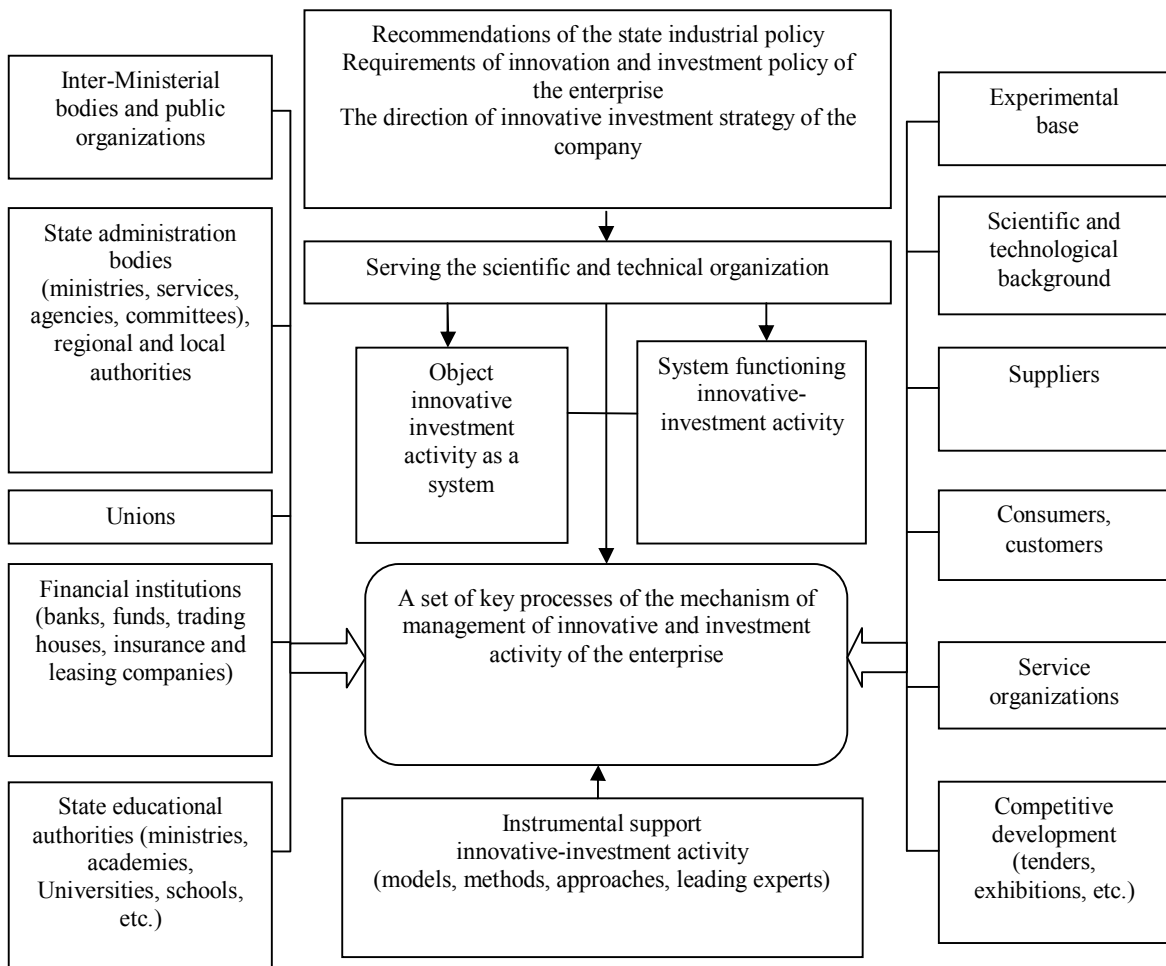 Recommendations of the state industrial policy
Requirements of innovation and investment policy of
the enterprise
The direction of innovative investment strategy of the
company
Inter-Ministerial
bodies and public
organizations
State administration
bodies
(ministries, services,
agencies, committees),
regional and local
authorities
Unions
Financial institutions
(banks, funds, trading
houses, insurance and
leasing companies)
State educational
authorities (ministries,
academies,
Universities, schools,
etc.)
Serving the scientific and technical organization
Object
innovative
investment
activity as a
system
System functioning
innovative-
investment activity
A set of key processes of the mechanism of
management of innovative and investment
activity of the enterprise
Instrumental support
innovative-investment activity
(models, methods, approaches, leading experts)
Experimental
base
Scientific and
technological
background
Suppliers
Consumers,
customers
Service
organizations
Competitive
development
(tenders,
exhibitions, etc.)